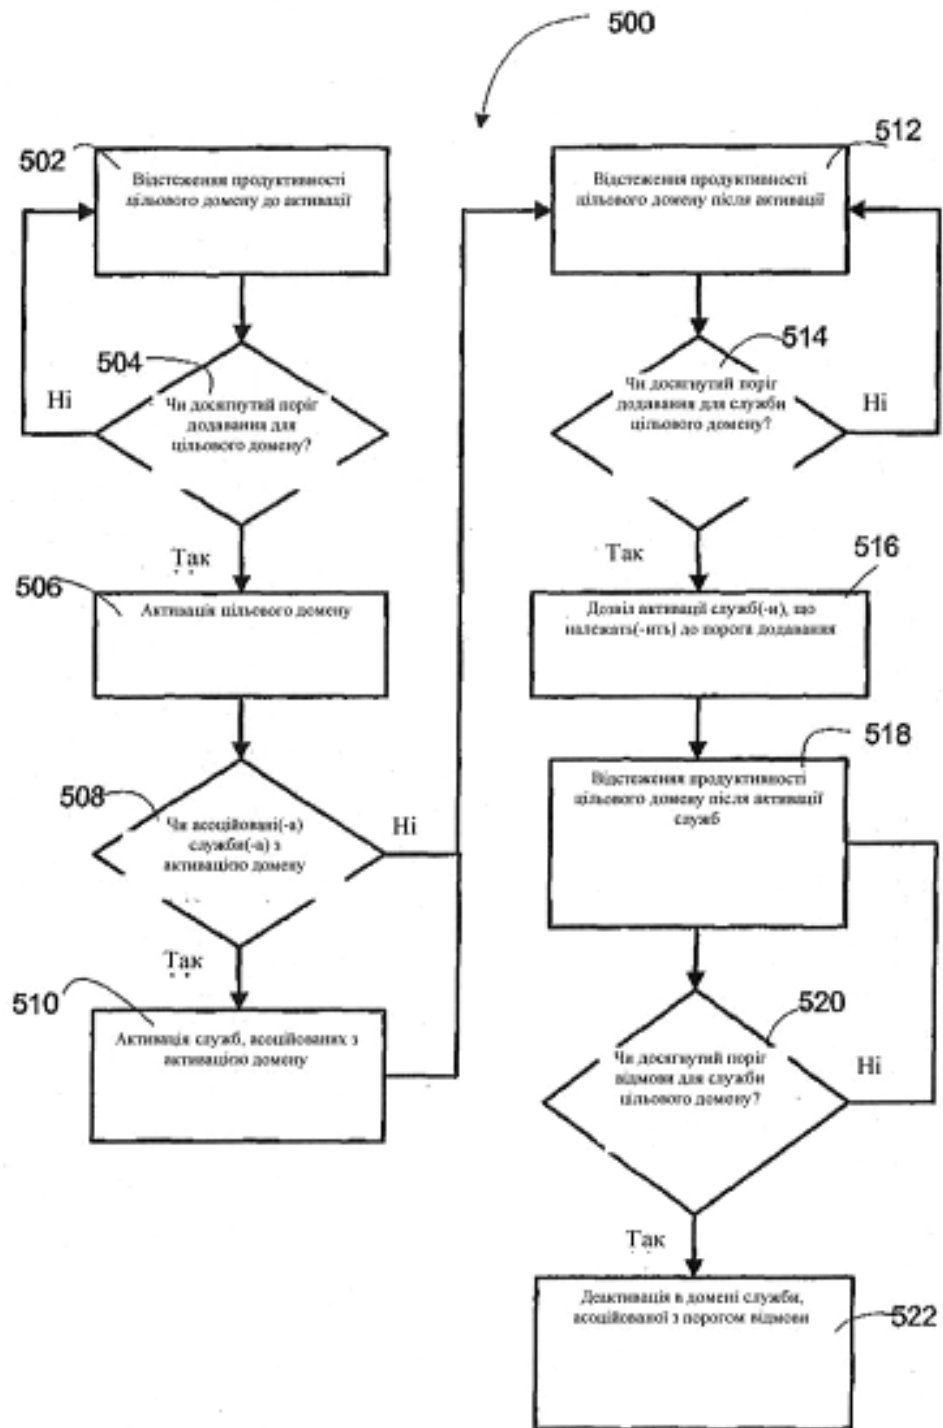 500
502
Відстеження продуктивності
цільового домену до активації
504
Ні
Чи досягнутий поріг
додавання для
цільового домену?
Так
506
Активація цільового домену
508
Чи асоційовані(-а)
служби(-а) з
активацією домену
Ні
Так
510
Активація служб, асоційованих з
активацією домену
512
Відстеження продуктивності
цільового домену після активації
514
Чи досягнутий поріг
додавання для служби
цільового домену?
Ні
Так
516
Дозвіл активації служб(-и), що
належать(-ить) до порога додавання
518
Відстеження продуктивності
цільового домену після активації
служб
520
Чи досягнутий поріг
відмови для служби
цільового домену?
Ні
Так
Деактивація в домені служби,
асоційованої з порогом відмови
522